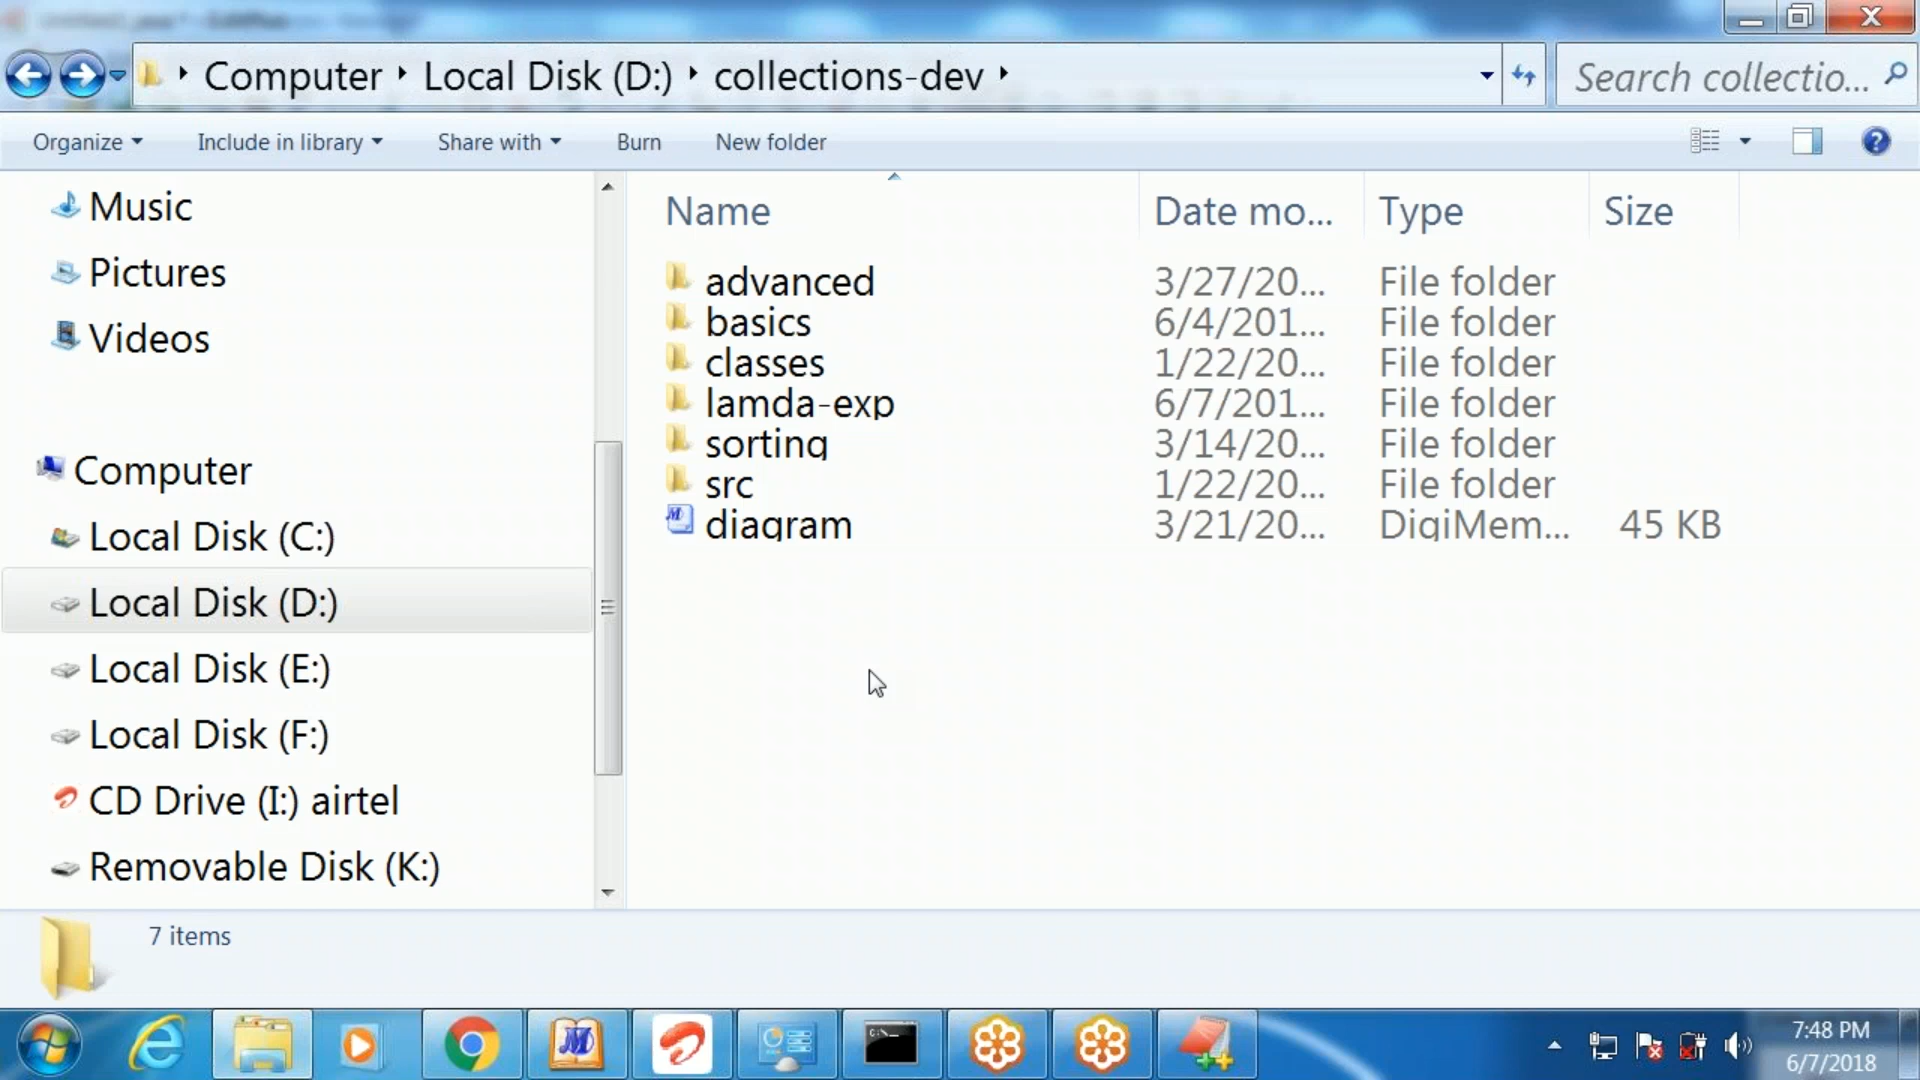 Computer Local Disk (D:) collections-dev
Search collectio...
Organize Include in library Share with Burn New folder
Music
Pictures
Videos
Computer
Local Disk (C:)
Local Disk (D:)
Local Disk (E:)
Local Disk (F:)
CD Drive (I:) airtel
Removable Disk (K:)
Name Date mo... Type Size
advanced 3/27/20... File folder
basics 6/4/201... File folder
classes 1/22/20... File folder
lamda-exp 6/7/201... File folder
sorting 3/14/20... File folder
src 1/22/20... File folder
diagram 3/21/20... DigiMem... 45 KB
7 items
7:48 PM
6/7/2018